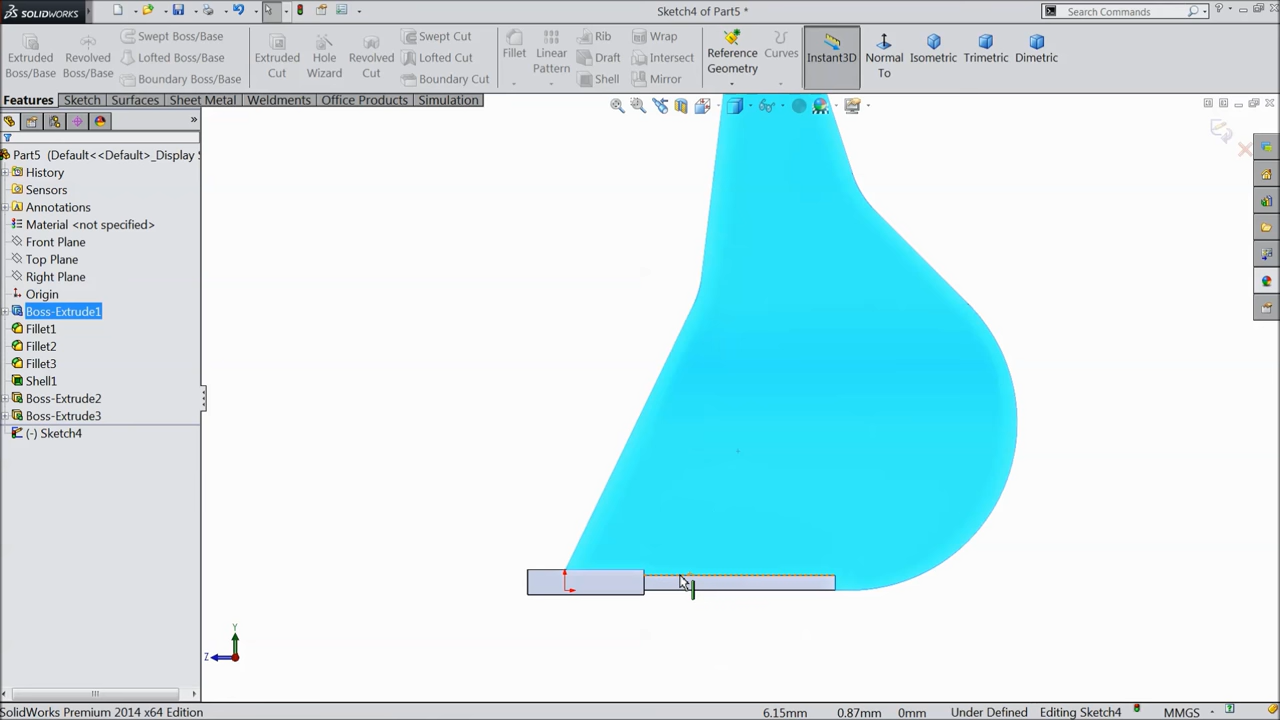 SOLIDWORKS
Sketch4 of Part5 *
Search Commands
Extruded Boss/Base
Revolved Boss/Base
Swept Boss/Base
Lofted Boss/Base
Boundary Boss/Base
Extruded Cut
Hole Wizard
Revolved Cut
Swept Cut
Lofted Cut
Boundary Cut
Fillet
Linear Pattern
Rib
Draft
Shell
Wrap
Intersect
Mirror
Reference Geometry
Curves
Instant3D
Normal To
Isometric
Trimetric
Dimetric
Features
Sketch
Surfaces
Sheet Metal
Weldments
Office Products
Simulation
Part5 (Default<<Default>_Display S
History
Sensors
Annotations
Material <not specified>
Front Plane
Top Plane
Right Plane
Origin
Boss-Extrude1
Fillet1
Fillet2
Fillet3
Shell1
Boss-Extrude2
Boss-Extrude3
(-) Sketch4
Y
Z
SolidWorks Premium 2014 x64 Edition
6.15mm
0.87mm
0mm
Under Defined
Editing Sketch4
MMGS